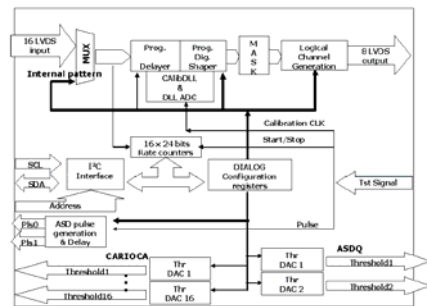 16 LVDS
input
MUX
Prog.
Delayer
Prog.
Dig.
Shaper
M
A
S
K
Logical
Channel
Generation
8 LVDS
output
Internal pattern
CAlibDLL
&
DLL ADC
Calibration CLK
Start/Stop
16 x 24 bits
Rate counters
SCL
SDA
I²C
Interface
DIALOG
Configuration
registers
Tst Signal
Address
Pls0
Pls1
ASD pulse
generation
& Delay
Pulse
CARIOCA
ASDQ
Thr
DAC 1
Thr
DAC 1
Threshold1
Threshold1
Thr
DAC 16
Thr
DAC 2
Threshold16
Threshold2